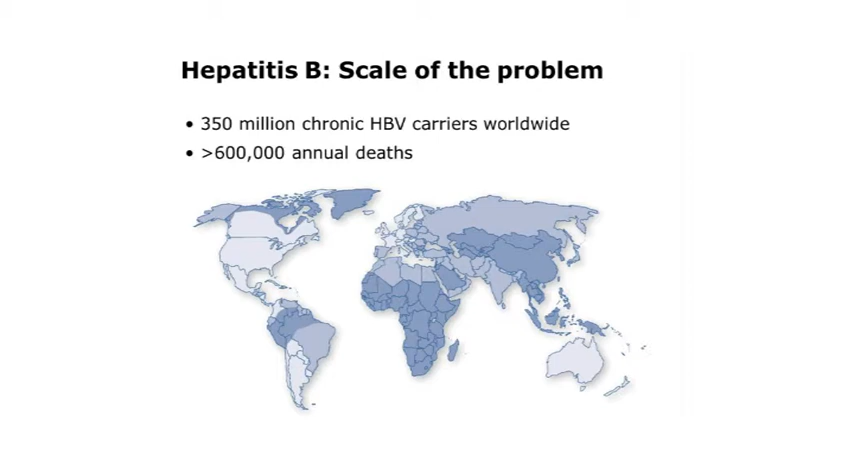 Hepatitis B: Scale of the problem
• 350 million chronic HBV carriers worldwide
• >600,000 annual deaths